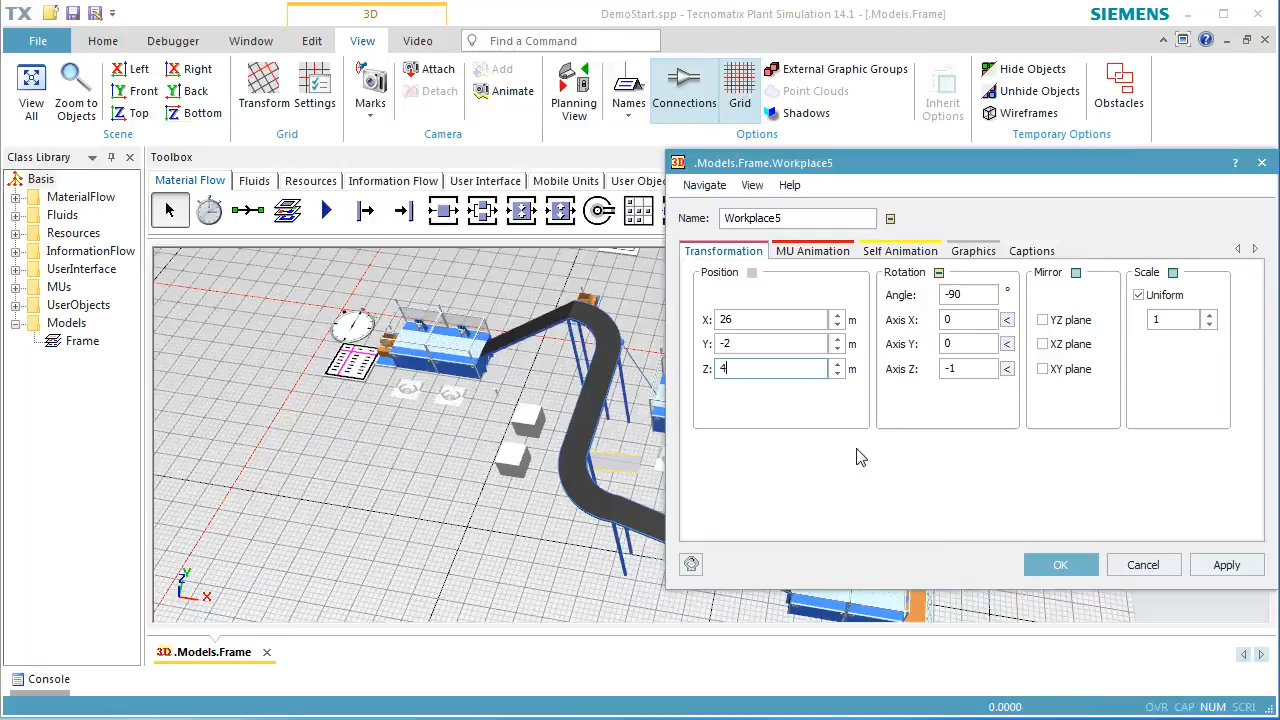 TX
3D
DemoStart.spp - Tecnomatix Plant Simulation 14.1 - [.Models.Frame]
SIEMENS
File
Home
Debugger
Window
Edit
View
Video
Find a Command
View
All
Zoom to
Objects
X Left
Y Front
Z Top
X Right
Y Back
Z Bottom
Scene
Transform
Settings
Grid
Marks
Attach
Detach
Add
Animate
Camera
Planning
View
Names
Connections
Grid
External Graphic Groups
Point Clouds
Shadows
Options
Inherit
Options
Hide Objects
Unhide Objects
Wireframes
Obstacles
Temporary Options
Class Library
Basis
MaterialFlow
Fluids
Resources
InformationFlow
UserInterface
MUs
UserObjects
Models
Frame
Toolbox
Material Flow
Fluids
Resources
Information Flow
User Interface
Mobile Units
User Obje
3D .Models.Frame.Workplace5
?
Navigate
View
Help
Name:
Workplace5
Transformation
MU Animation
Self Animation
Graphics
Captions
Position
X: 26 m
Y: -2 m
Z: 4 m
Rotation
Angle: -90 °
Axis X: 0 <
Axis Y: 0 <
Axis Z: -1 <
Mirror
YZ plane
XZ plane
XY plane
Scale
Uniform
1
OK
Cancel
Apply
Z
Y
X
3D .Models.Frame
Console
0.0000
OVR CAP NUM SCRL